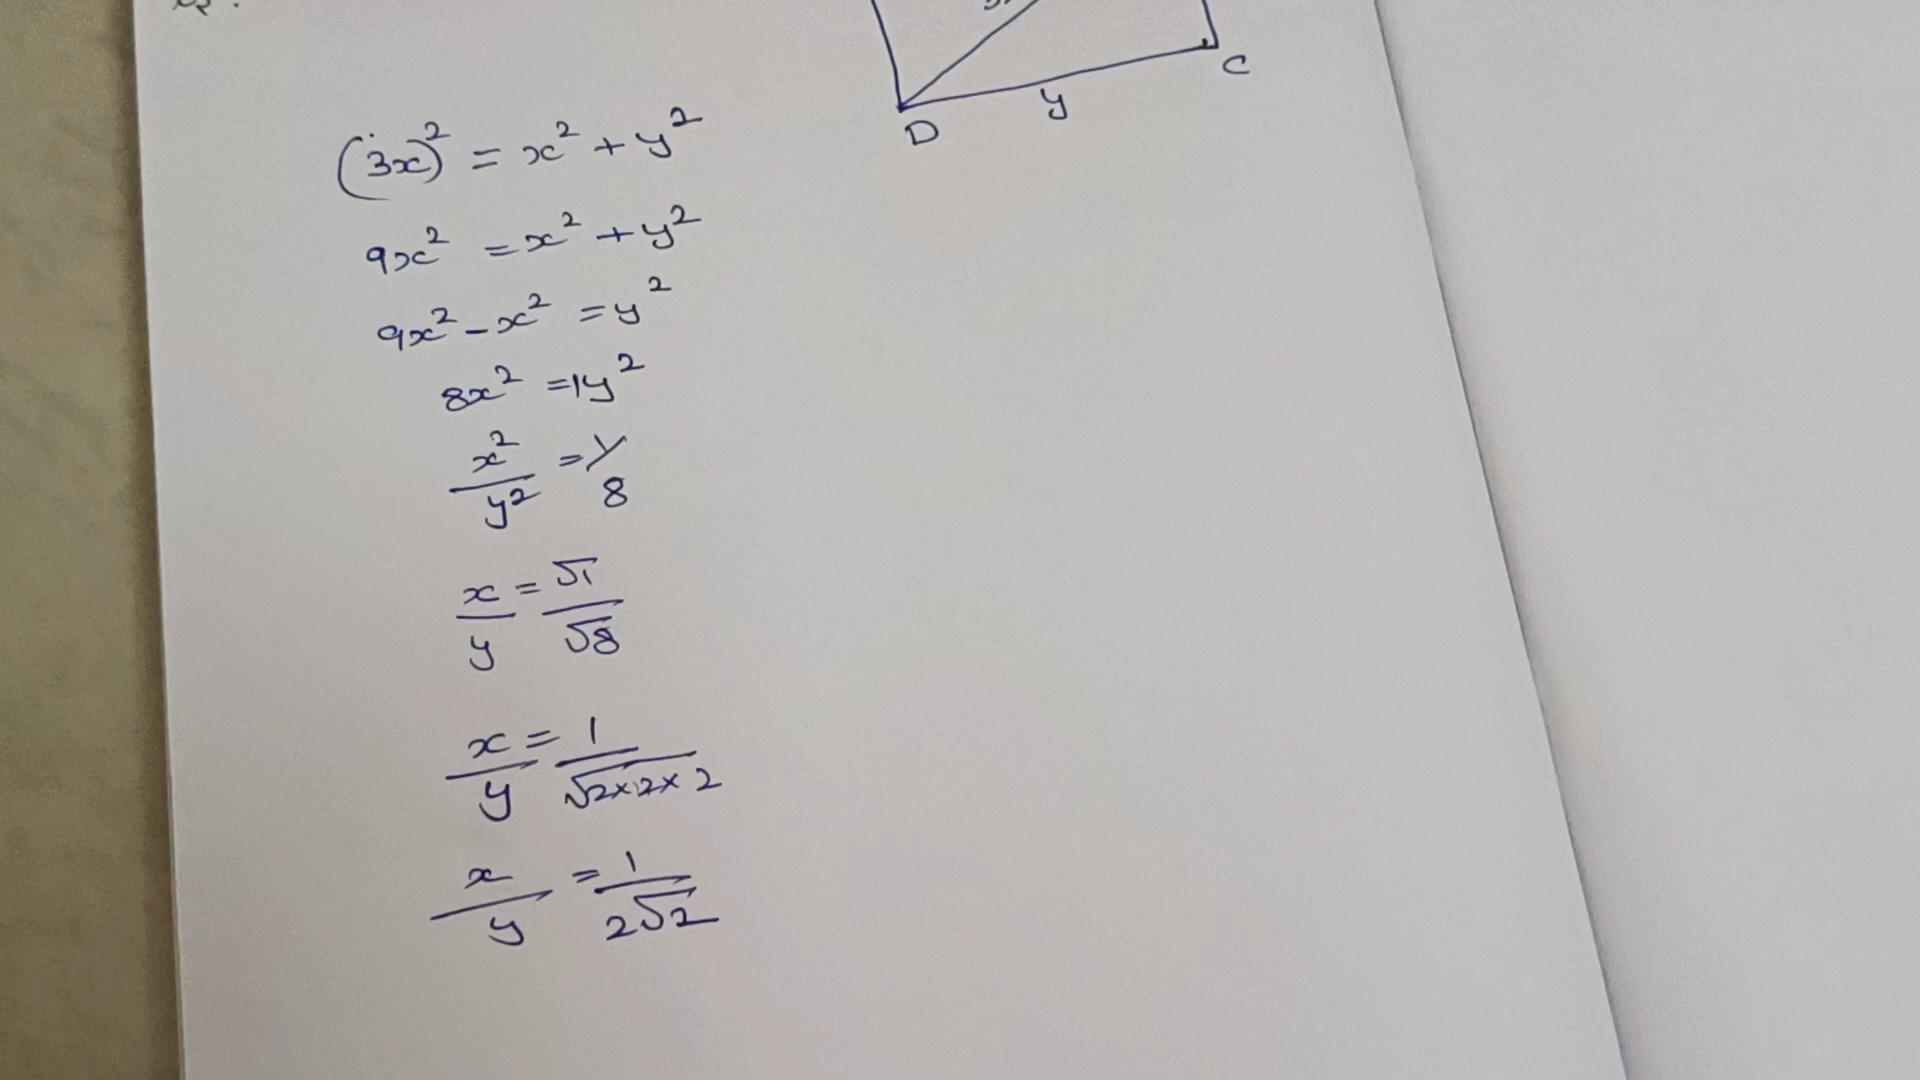 C
y
D
(3x)² = x² + y²
9x² = x² + y²
9x² - x² = y²
8x² = 1y²
x²/y² = 1/8
x/y = √1/√8
x/y = 1/√2×2×2
x/y = 1/2√2